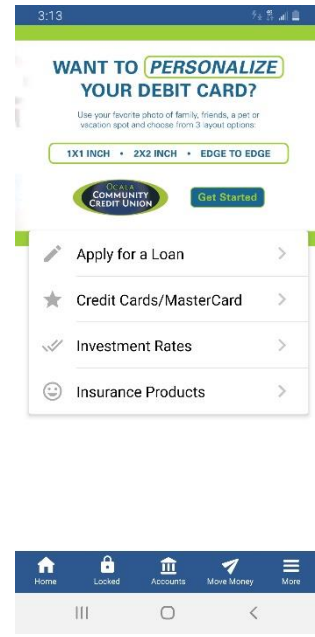 3:13
WANT TO PERSONALIZE
YOUR DEBIT CARD?
Use your favorite photo of family, friends, a pet or
vacation spot and choose from 3 layout options:
1X1 INCH • 2X2 INCH • EDGE TO EDGE
OCALA
COMMUNITY
CREDIT UNION
Get Started
Apply for a Loan
Credit Cards/MasterCard
Investment Rates
Insurance Products
Home Locked Accounts Move Money More